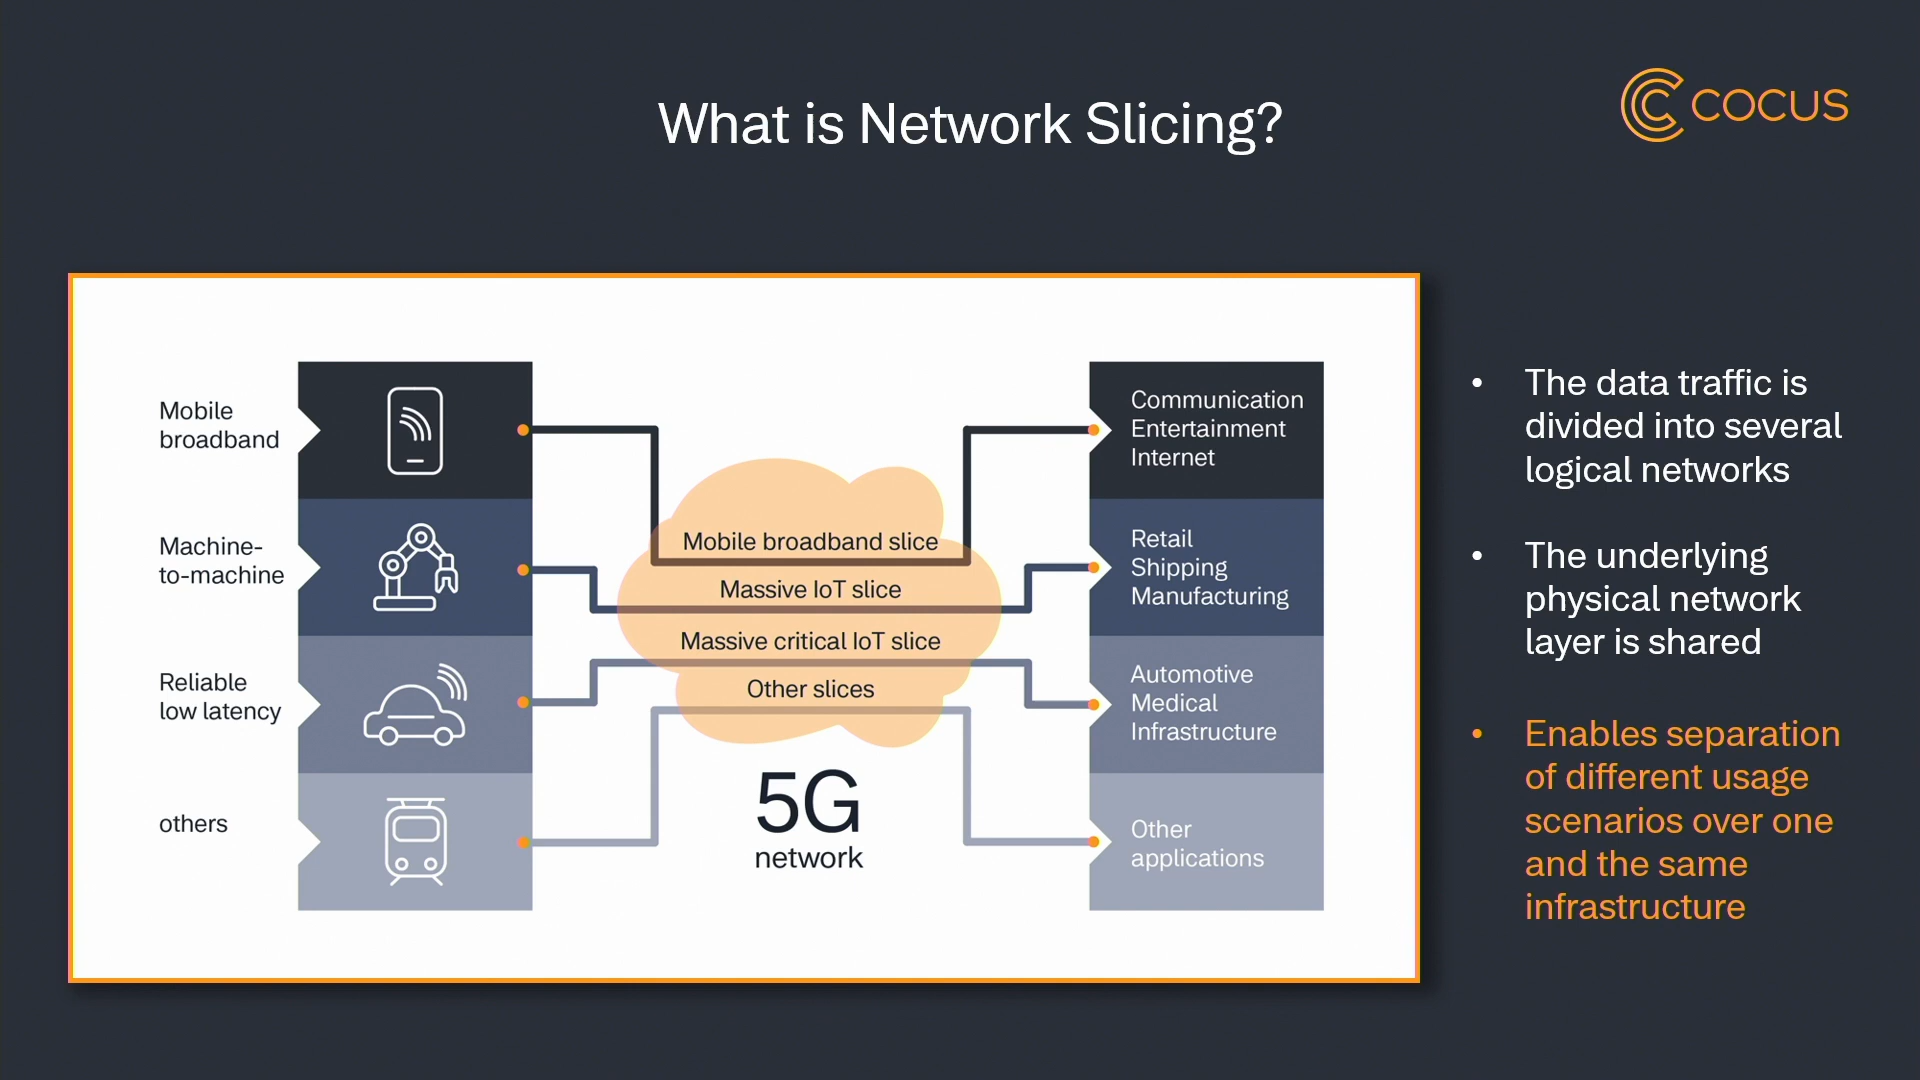 What is Network Slicing?
COCUS
Mobile
broadband
Machine-
to-machine
Reliable
low latency
others
Mobile broadband slice
Massive IoT slice
Massive critical IoT slice
Other slices
5G
network
Communication
Entertainment
Internet
Retail
Shipping
Manufacturing
Automotive
Medical
Infrastructure
Other
applications
• The data traffic is
divided into several
logical networks
• The underlying
physical network
layer is shared
• Enables separation
of different usage
scenarios over one
and the same
infrastructure